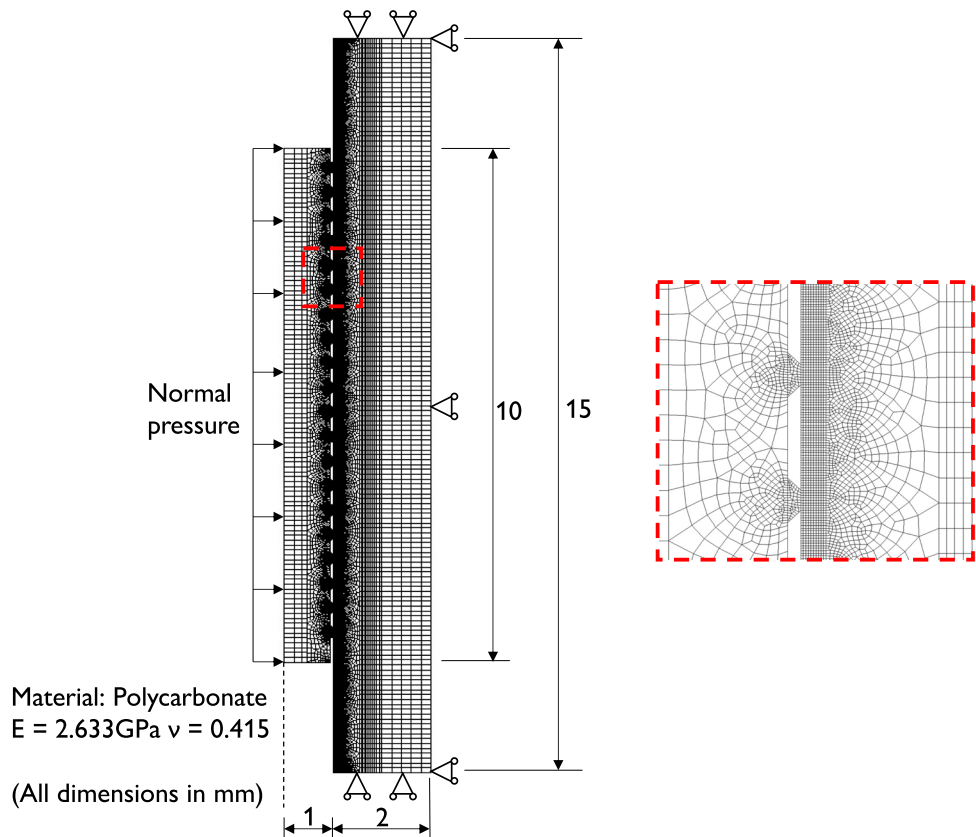 Normal
pressure
10
15
Material: Polycarbonate
E = 2.633GPa ν = 0.415
(All dimensions in mm)
1
2